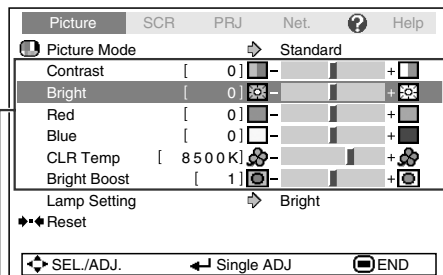 Picture SCR PRJ Net. ? Help
Picture Mode Standard
Contrast [ 0] - +
Bright [ 0] - +
Red [ 0] - +
Blue [ 0] - +
CLR Temp [ 8500K] - +
Bright Boost [ 1] - +
Lamp Setting Bright
Reset
SEL./ADJ. Single ADJ END